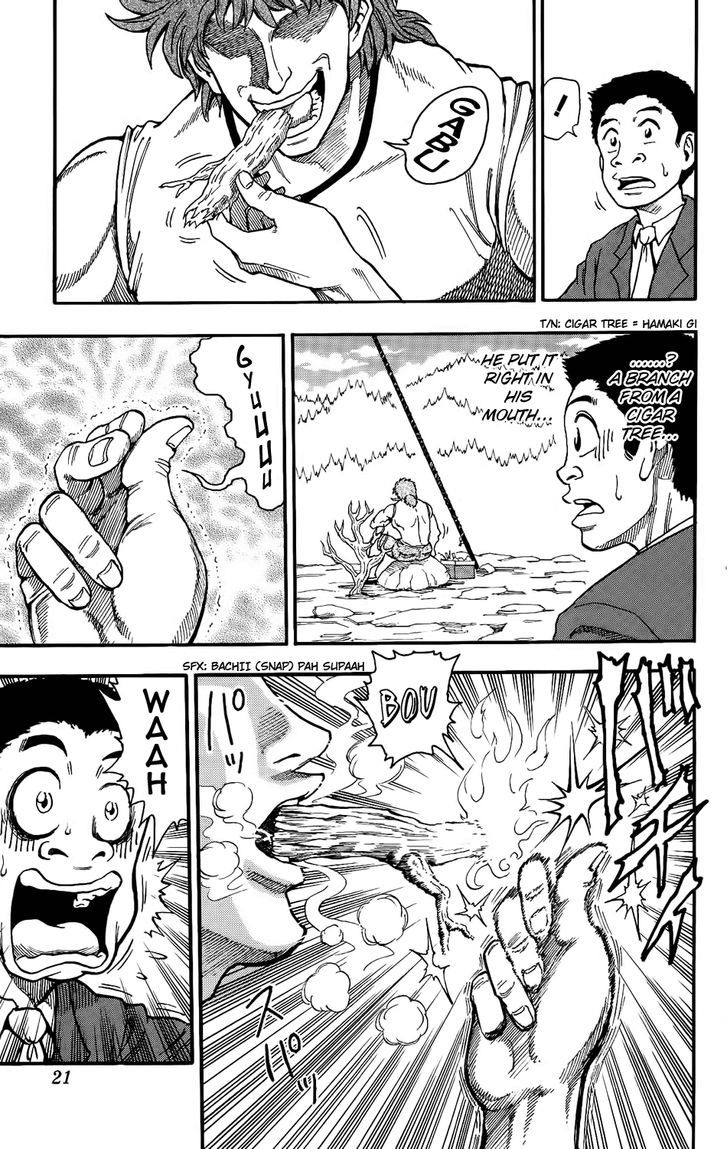 !
GABU
T/N: CIGAR TREE = HAMAKI GI
......?
A BRANCH
FROM A
CIGAR
TREE...
HE PUT IT
RIGHT IN
HIS
MOUTH...
GYUUUU
SFX: BACHII (SNAP) PAH SUPAAH
BOU
パッ
スパッ
WAAH
21